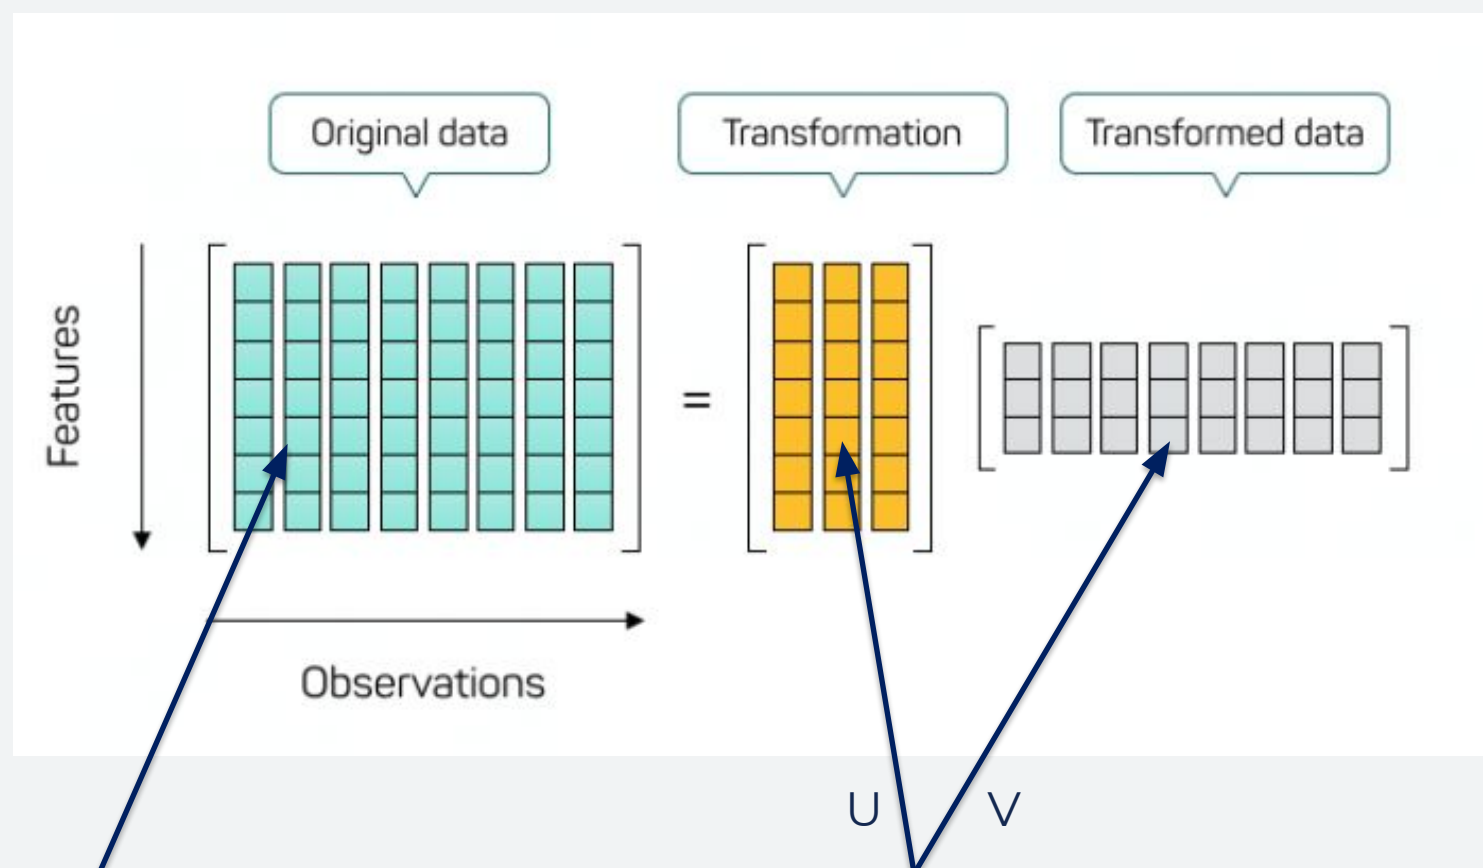 Original data
Transformation
Transformed data
Features
=
Observations
U
V